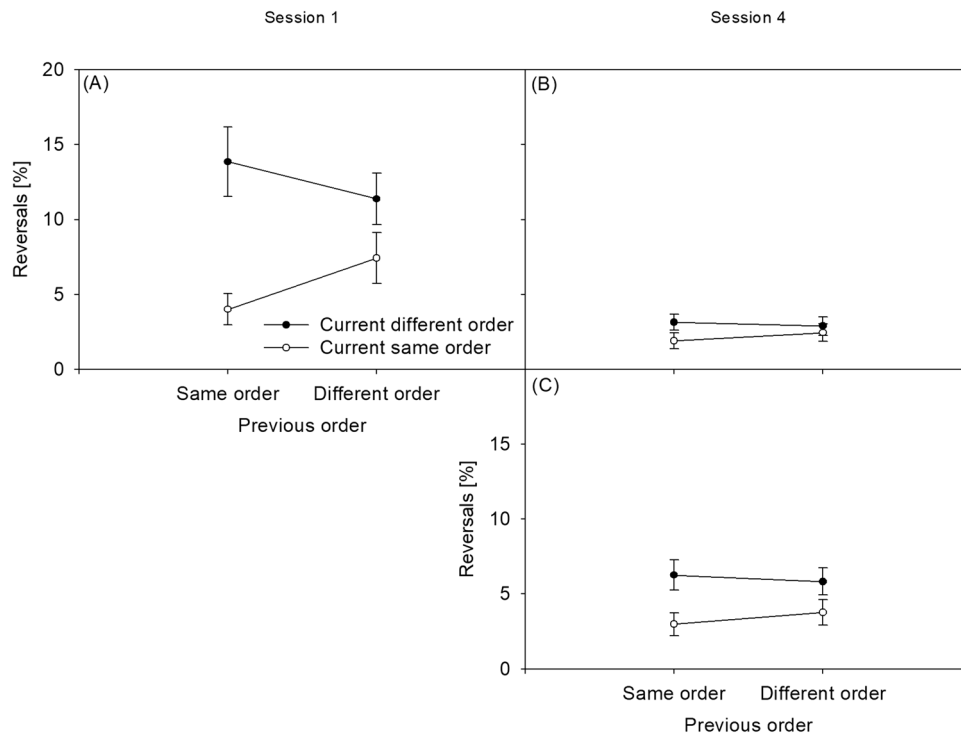 Session 1
Session 4
(A)
(B)
20
15
10
5
0
Reversals [%]
Current different order
Current same order
Same order
Different order
Previous order
(C)
15
10
5
0
Reversals [%]
Same order
Different order
Previous order